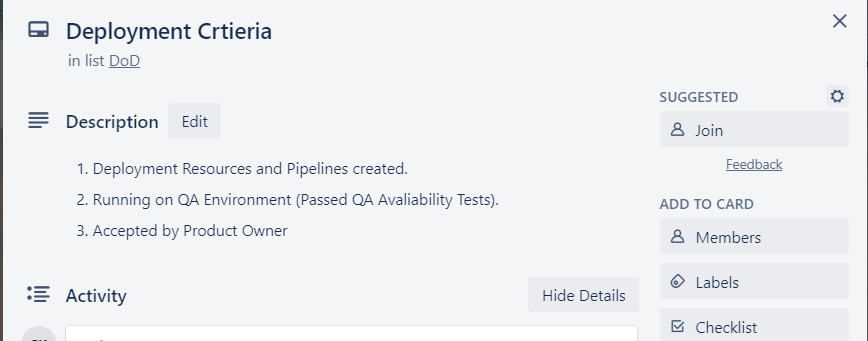 Deployment Crtieria
in list DoD
Description Edit
1. Deployment Resources and Pipelines created.
2. Running on QA Environment (Passed QA Avaliability Tests).
3. Accepted by Product Owner
Activity Hide Details
SUGGESTED
Join
Feedback
ADD TO CARD
Members
Labels
Checklist